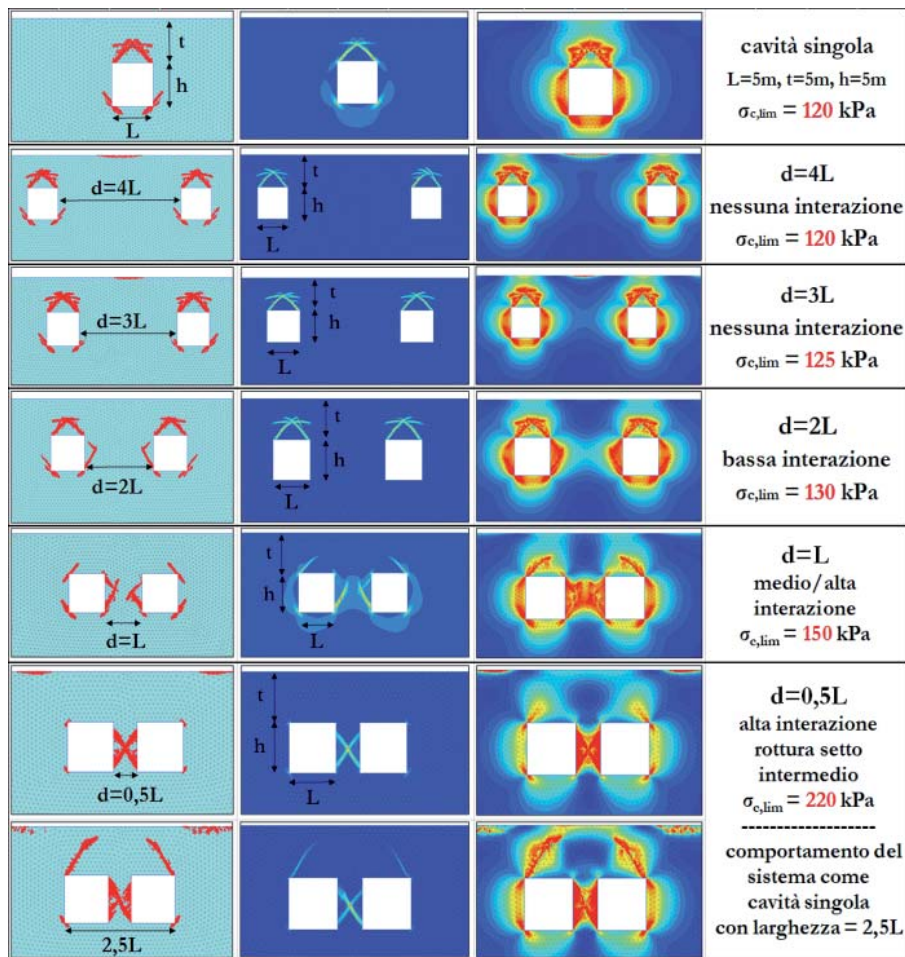 t
h
L
cavità singola
L=5m, t=5m, h=5m
σc,lim = 120 kPa
d=4L
t
h
L
d=4L
nessuna interazione
σc,lim = 120 kPa
d=3L
t
h
L
d=3L
nessuna interazione
σc,lim = 125 kPa
d=2L
t
h
L
d=2L
bassa interazione
σc,lim = 130 kPa
d=L
t
h
L
d=L
medio/alta
interazione
σc,lim = 150 kPa
d=0,5L
t
h
L
d=0,5L
alta interazione
rottura setto
intermedio
σc,lim = 220 kPa
--------------------
2,5L
comportamento del
sistema come
cavità singola
con larghezza = 2,5L